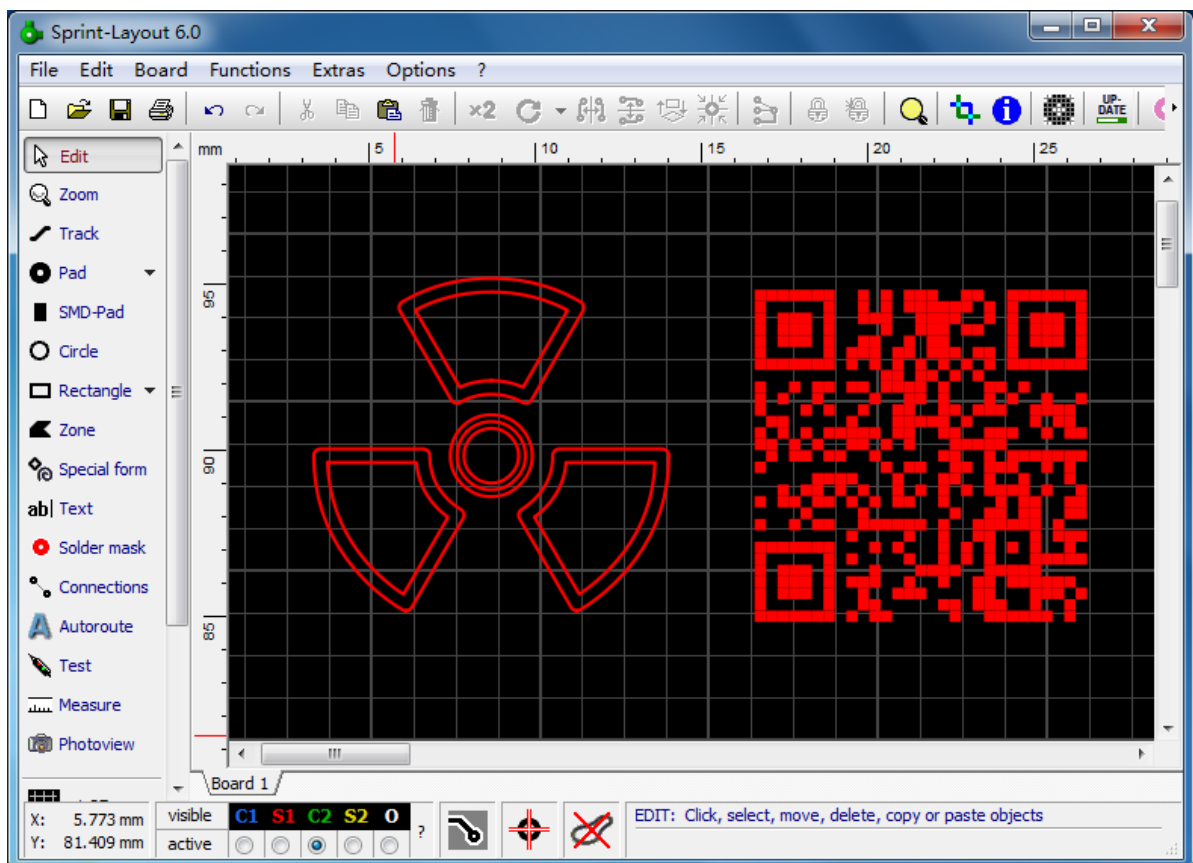 Sprint-Layout 6.0
File Edit Board Functions Extras Options ?
x2 UP-DATE
Edit
mm 5 10 15 20 25
Zoom
Track
Pad
95
SMD-Pad
Circle
Rectangle
Zone
90
Special form
ab Text
Solder mask
Connections
Autoroute
85
Test
Measure
Photoview
Board 1
X: 5.773 mm visible C1 S1 C2 S2 O ? EDIT: Click, select, move, delete, copy or paste objects
Y: 81.409 mm active